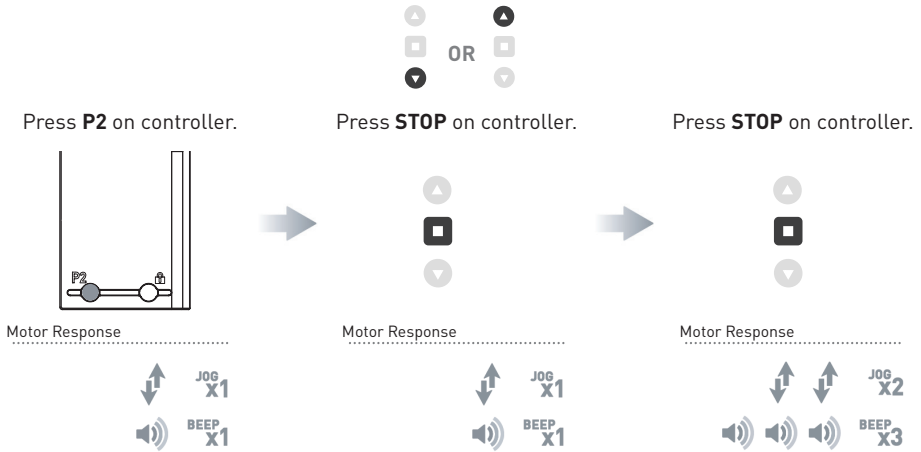 OR
Press P2 on controller.
Press STOP on controller.
Press STOP on controller.
P2
Motor Response
JOG X1
BEEP X1
Motor Response
JOG X1
BEEP X1
Motor Response
JOG X2
BEEP X3